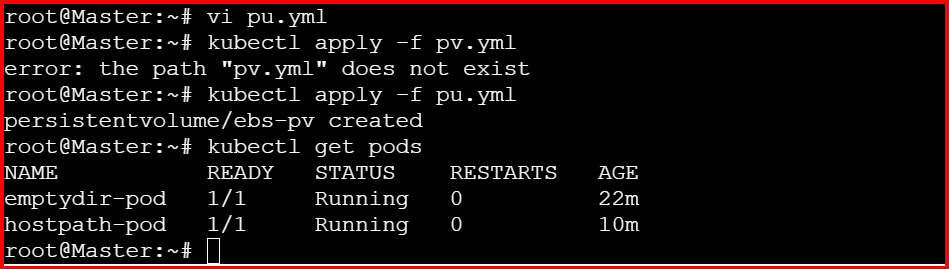 root@Master:~# vi pu.yml
root@Master:~# kubectl apply -f pv.yml
error: the path "pv.yml" does not exist
root@Master:~# kubectl apply -f pu.yml
persistentvolume/ebs-pv created
root@Master:~# kubectl get pods
NAME READY STATUS RESTARTS AGE
emptydir-pod 1/1 Running 0 22m
hostpath-pod 1/1 Running 0 10m
root@Master:~#